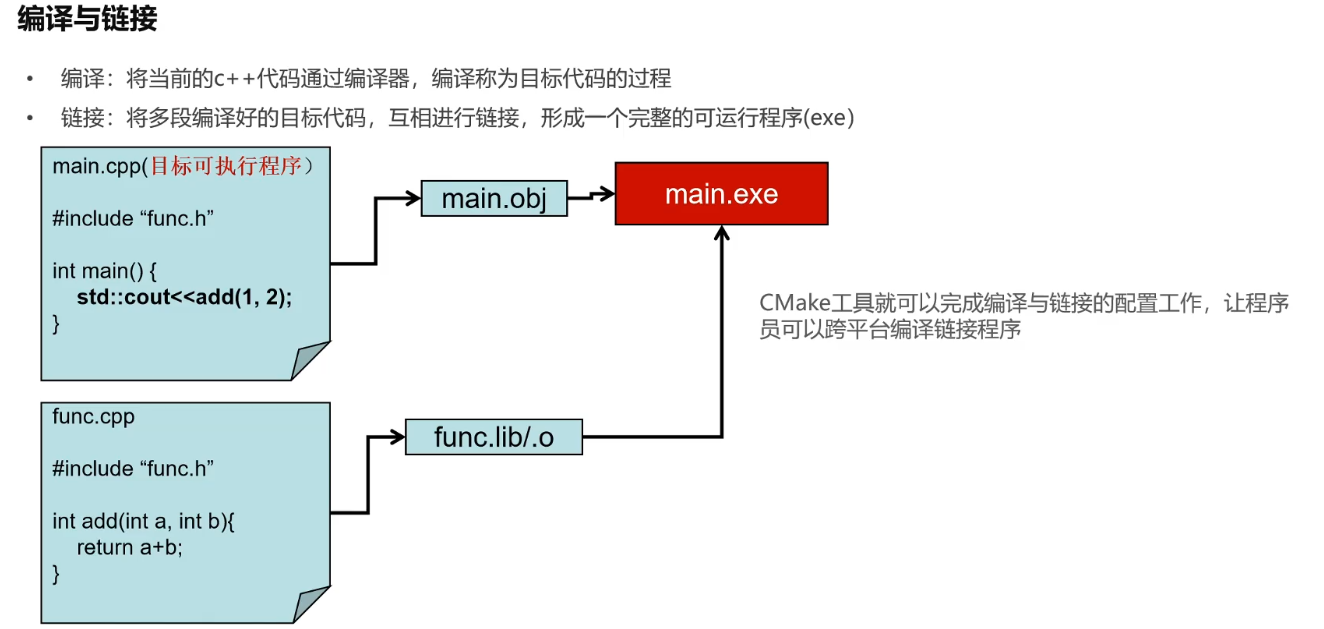 编译与链接
• 编译：将当前的c++代码通过编译器，编译称为目标代码的过程
• 链接：将多段编译好的目标代码，互相进行链接，形成一个完整的可运行程序(exe）
main.cpp(目标可执行程序）
#include “func.h”
int main() {
std::cout<<add(1, 2);
}
main.obj
main.exe
CMake工具就可以完成编译与链接的配置工作，让程序
员可以跨平台编译链接程序
func.cpp
#include “func.h”
int add(int a, int b){
return a+b;
}
func.lib/.o